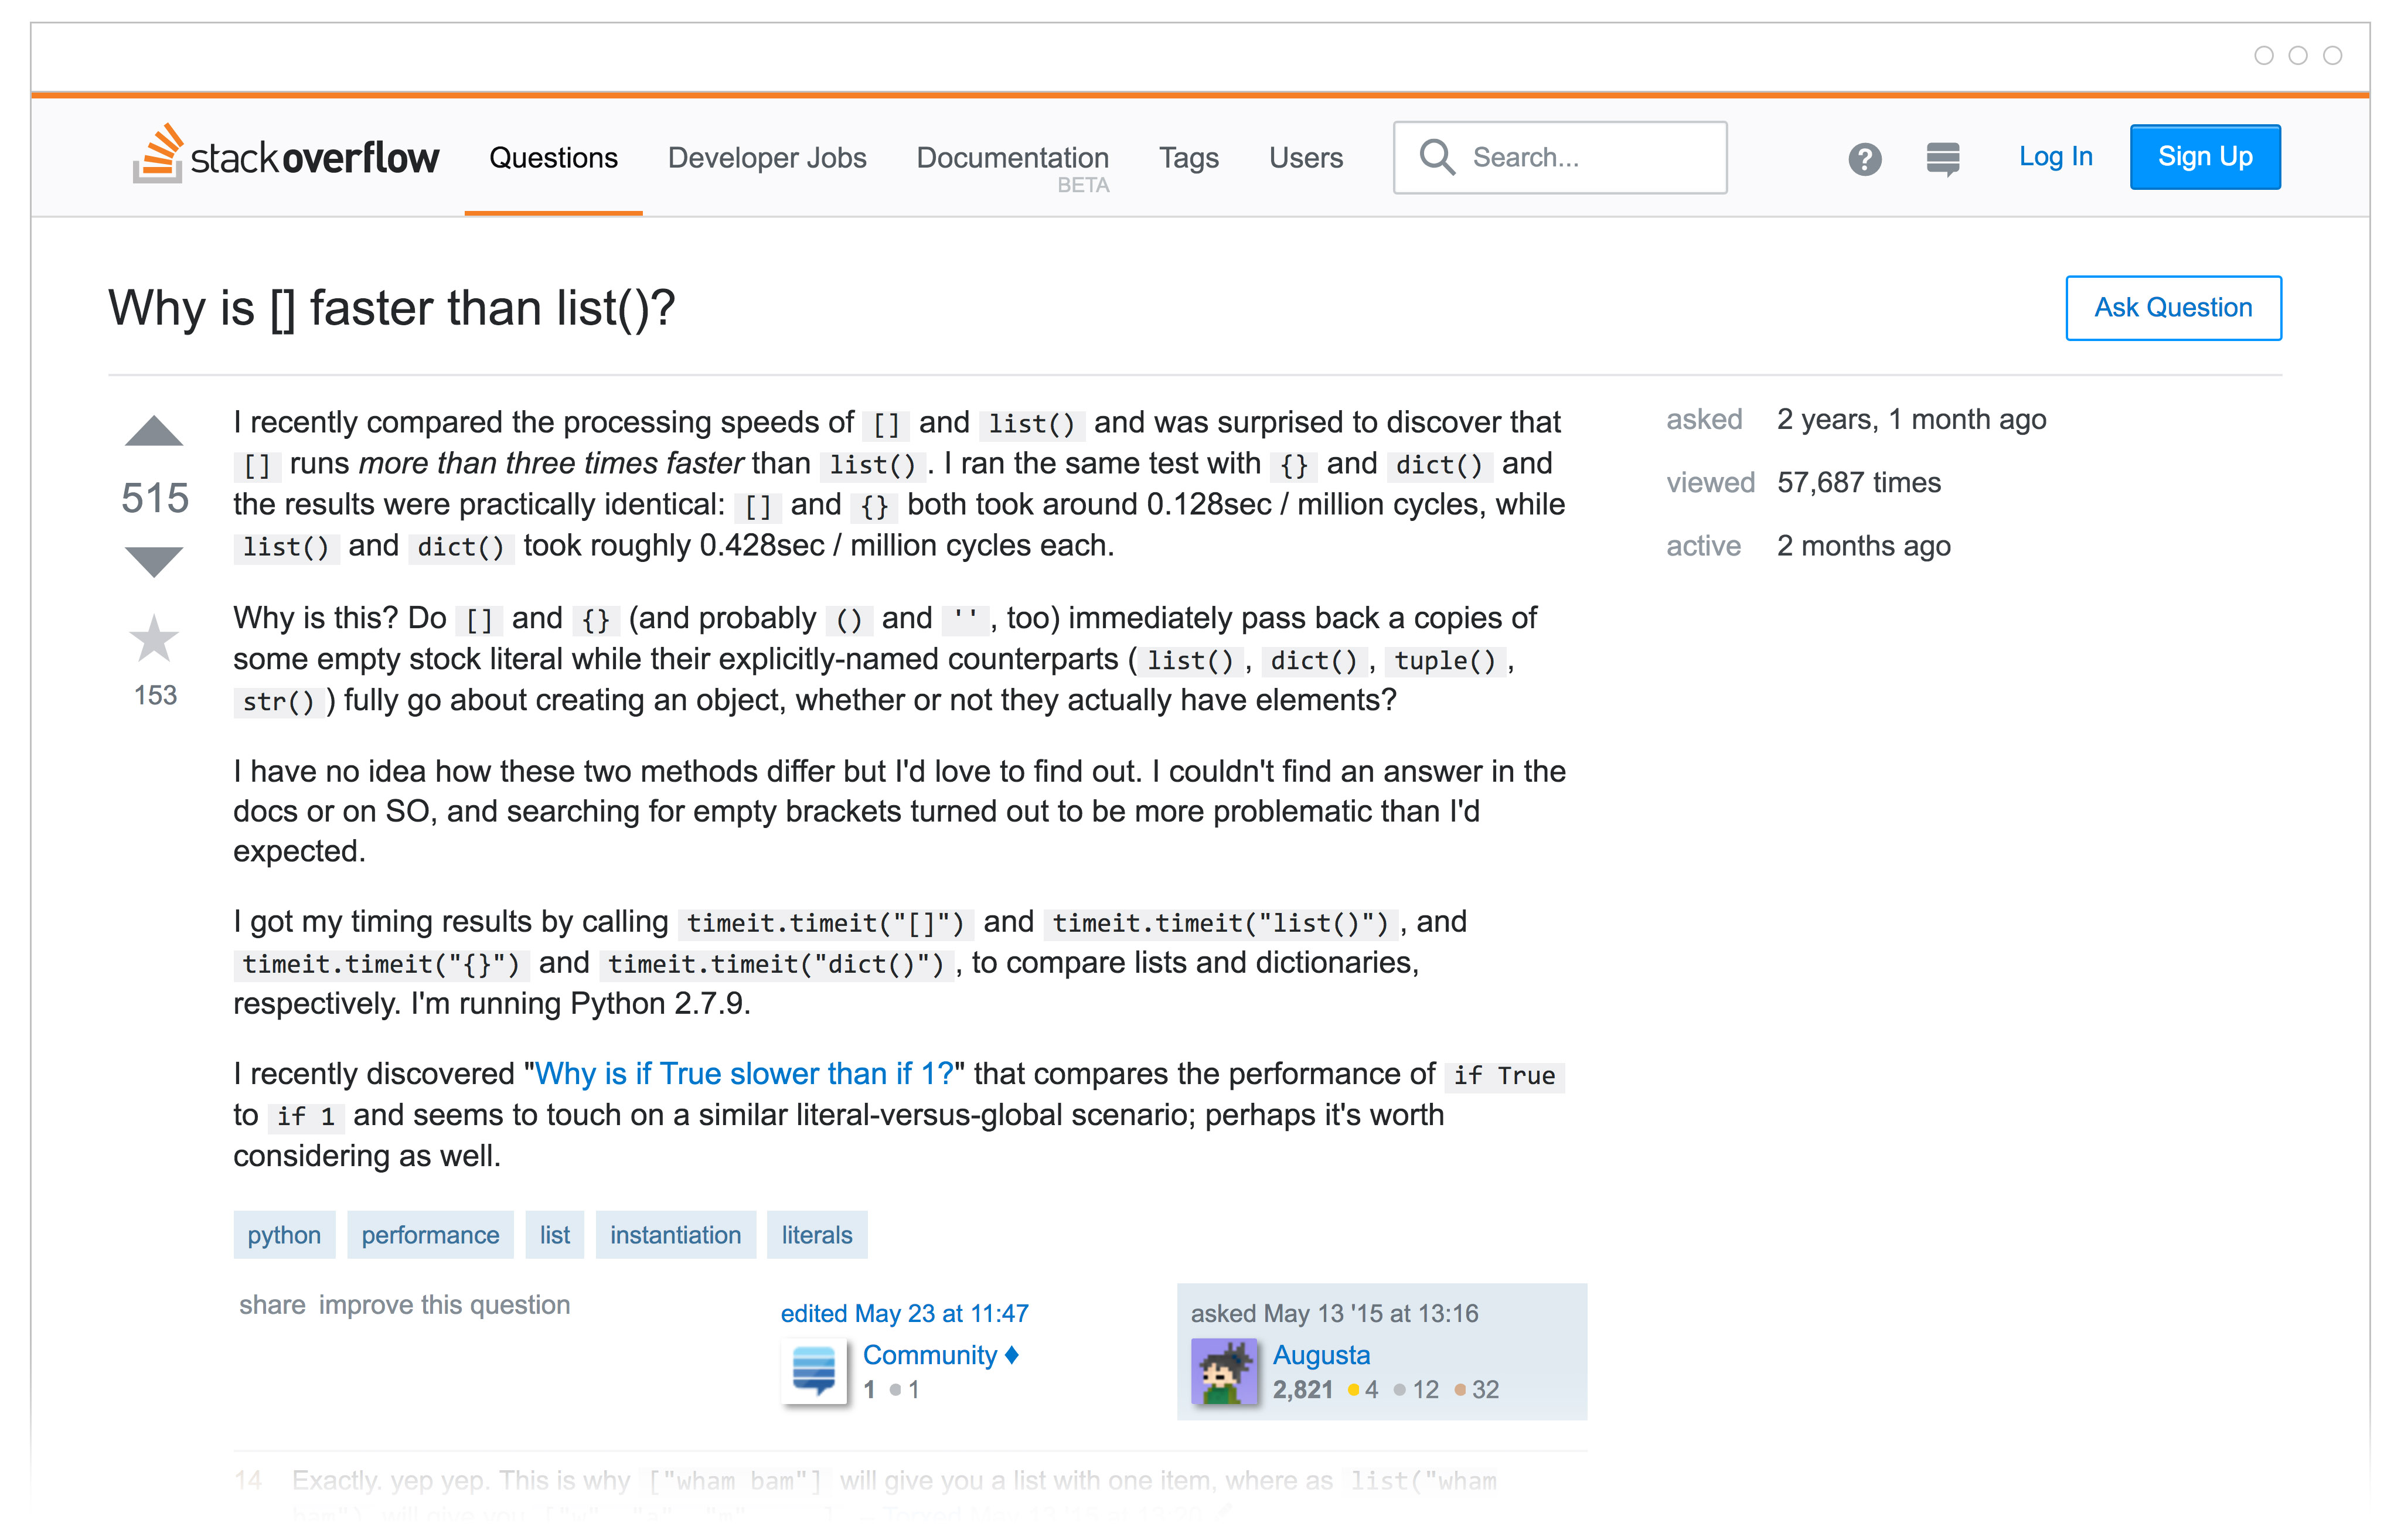 stackoverflow Questions Developer Jobs Documentation Tags Users Search... ? Log In Sign Up
BETA
Why is [] faster than list()? Ask Question
515
153
I recently compared the processing speeds of [] and list() and was surprised to discover that
[] runs more than three times faster than list(). I ran the same test with {} and dict() and
the results were practically identical: [] and {} both took around 0.128sec / million cycles, while
list() and dict() took roughly 0.428sec / million cycles each.
Why is this? Do [] and {} (and probably () and '', too) immediately pass back a copies of
some empty stock literal while their explicitly-named counterparts (list(), dict(), tuple(),
str()) fully go about creating an object, whether or not they actually have elements?
I have no idea how these two methods differ but I'd love to find out. I couldn't find an answer in the
docs or on SO, and searching for empty brackets turned out to be more problematic than I'd
expected.
I got my timing results by calling timeit.timeit("[]") and timeit.timeit("list()"), and
timeit.timeit("{}") and timeit.timeit("dict()"), to compare lists and dictionaries,
respectively. I'm running Python 2.7.9.
I recently discovered "Why is if True slower than if 1?" that compares the performance of if True
to if 1 and seems to touch on a similar literal-versus-global scenario; perhaps it's worth
considering as well.
python performance list instantiation literals
share improve this question
edited May 23 at 11:47
Community ♦
1 ● 1
asked May 13 '15 at 13:16
Augusta
2,821 ● 4 ● 12 ● 32
asked 2 years, 1 month ago
viewed 57,687 times
active 2 months ago
14 Exactly. yep yep. This is why ["wham bam"] will give you a list with one item, where as list("wham
bam") will give you